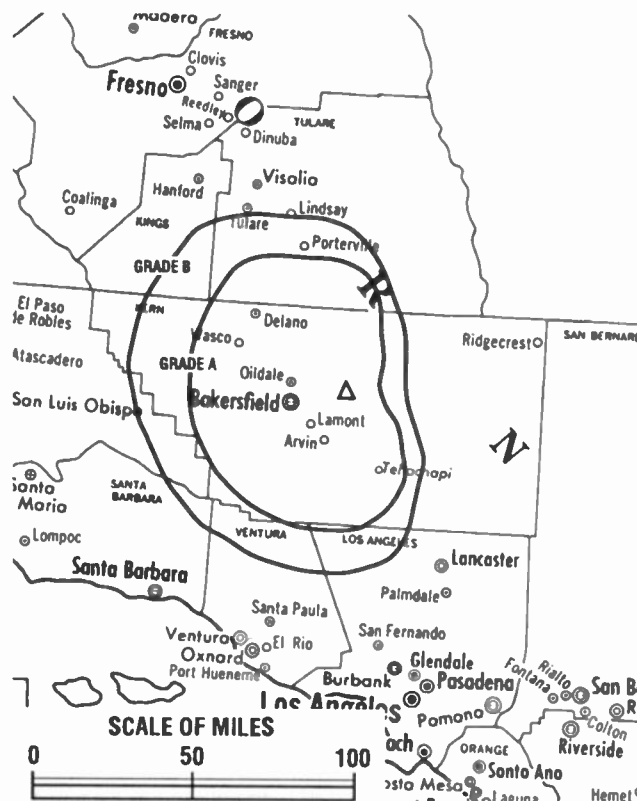 Madera
FRESNO
Clovis
Fresno
Sanger
Reedley
Selma
TULARE
Dinuba
Hanford
Visalia
Coalinga
Tulare
Lindsay
KINGS
Porterville
GRADE B
El Paso
de Robles
KERN
Delano
Wasco
Ridgecrest
SAN BERNARD
Atascadero
GRADE A
Oildale
Bakersfield
San Luis Obisp
Lamont
Arvin
N
Tehachapi
Santa
Maria
SANTA
BARBARA
VENTURA
LOS ANGELES
Lompoc
Lancaster
Santa Barbara
Palmdale
Santa Paula
Ventura
El Rio
San Fernando
Oxnard
Port Hueneme
Burbank
Glendale
Pasadena
Fontana
Rialto
San B
Los Angeles
Pomona
Colton
R
SCALE OF MILES
Riverside
ach
ORANGE
0 50 100
Santa Ana
osta Mesa
Laguna
Hemet